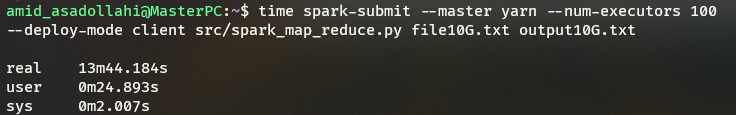 amid_asadollahi@MasterPC:~$ time spark-submit --master yarn --num-executors 100
--deploy-mode client src/spark_map_reduce.py file10G.txt output10G.txt
real 13m44.184s
user 0m24.893s
sys 0m2.007s